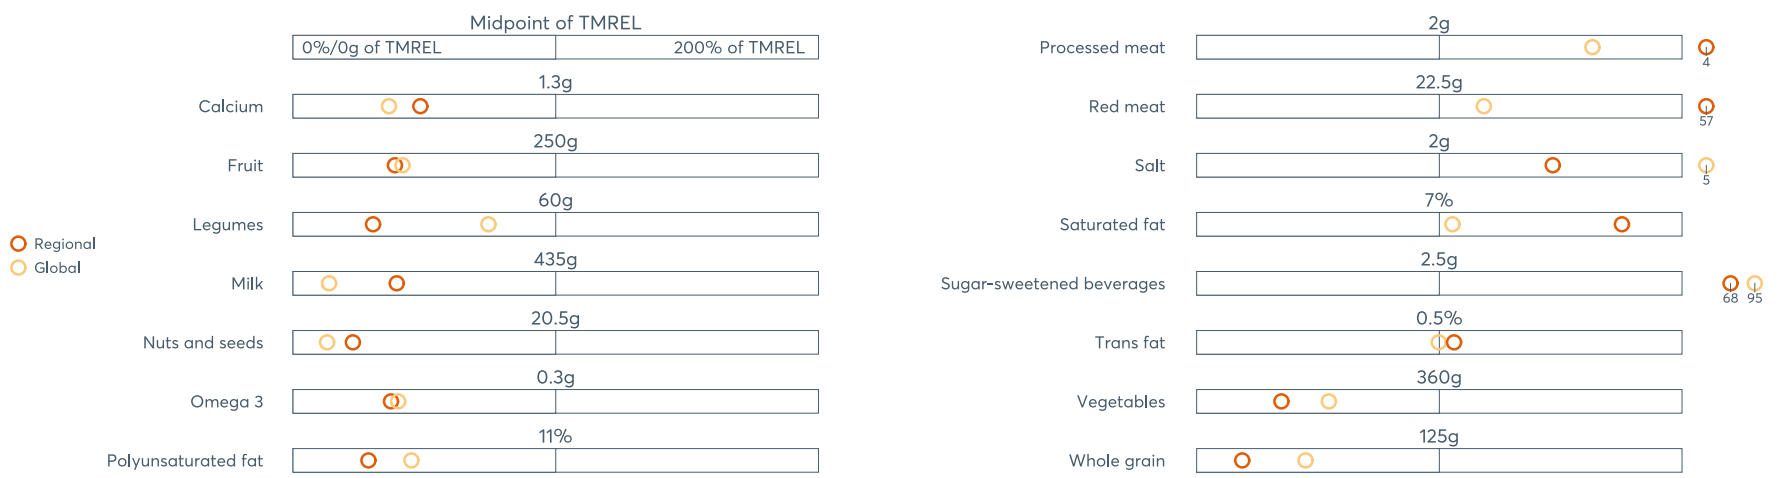 Midpoint of TMREL
0%/0g of TMREL
200% of TMREL
1.3g
Calcium
250g
Fruit
60g
Legumes
Regional
Global
435g
Milk
20.5g
Nuts and seeds
0.3g
Omega 3
11%
Polyunsaturated fat
2g
Processed meat
4
22.5g
Red meat
57
2g
Salt
5
7%
Saturated fat
2.5g
Sugar-sweetened beverages
68 95
0.5%
Trans fat
360g
Vegetables
125g
Whole grain